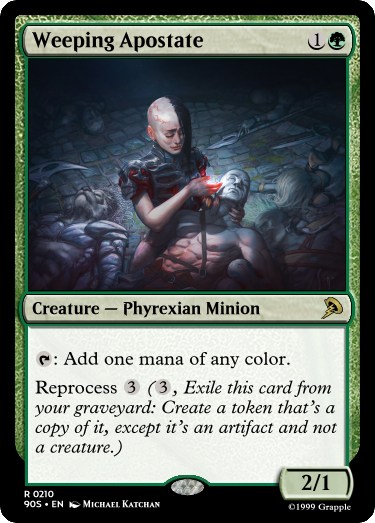 Weeping Apostate 1
Creature — Phyrexian Minion
: Add one mana of any color.
Reprocess 3 (3, Exile this card from
your graveyard: Create a token that's a
copy of it, except it's an artifact and not
a creature.)
2/1
R 0210
90S • EN Michael Katchan
©1999 Grapple